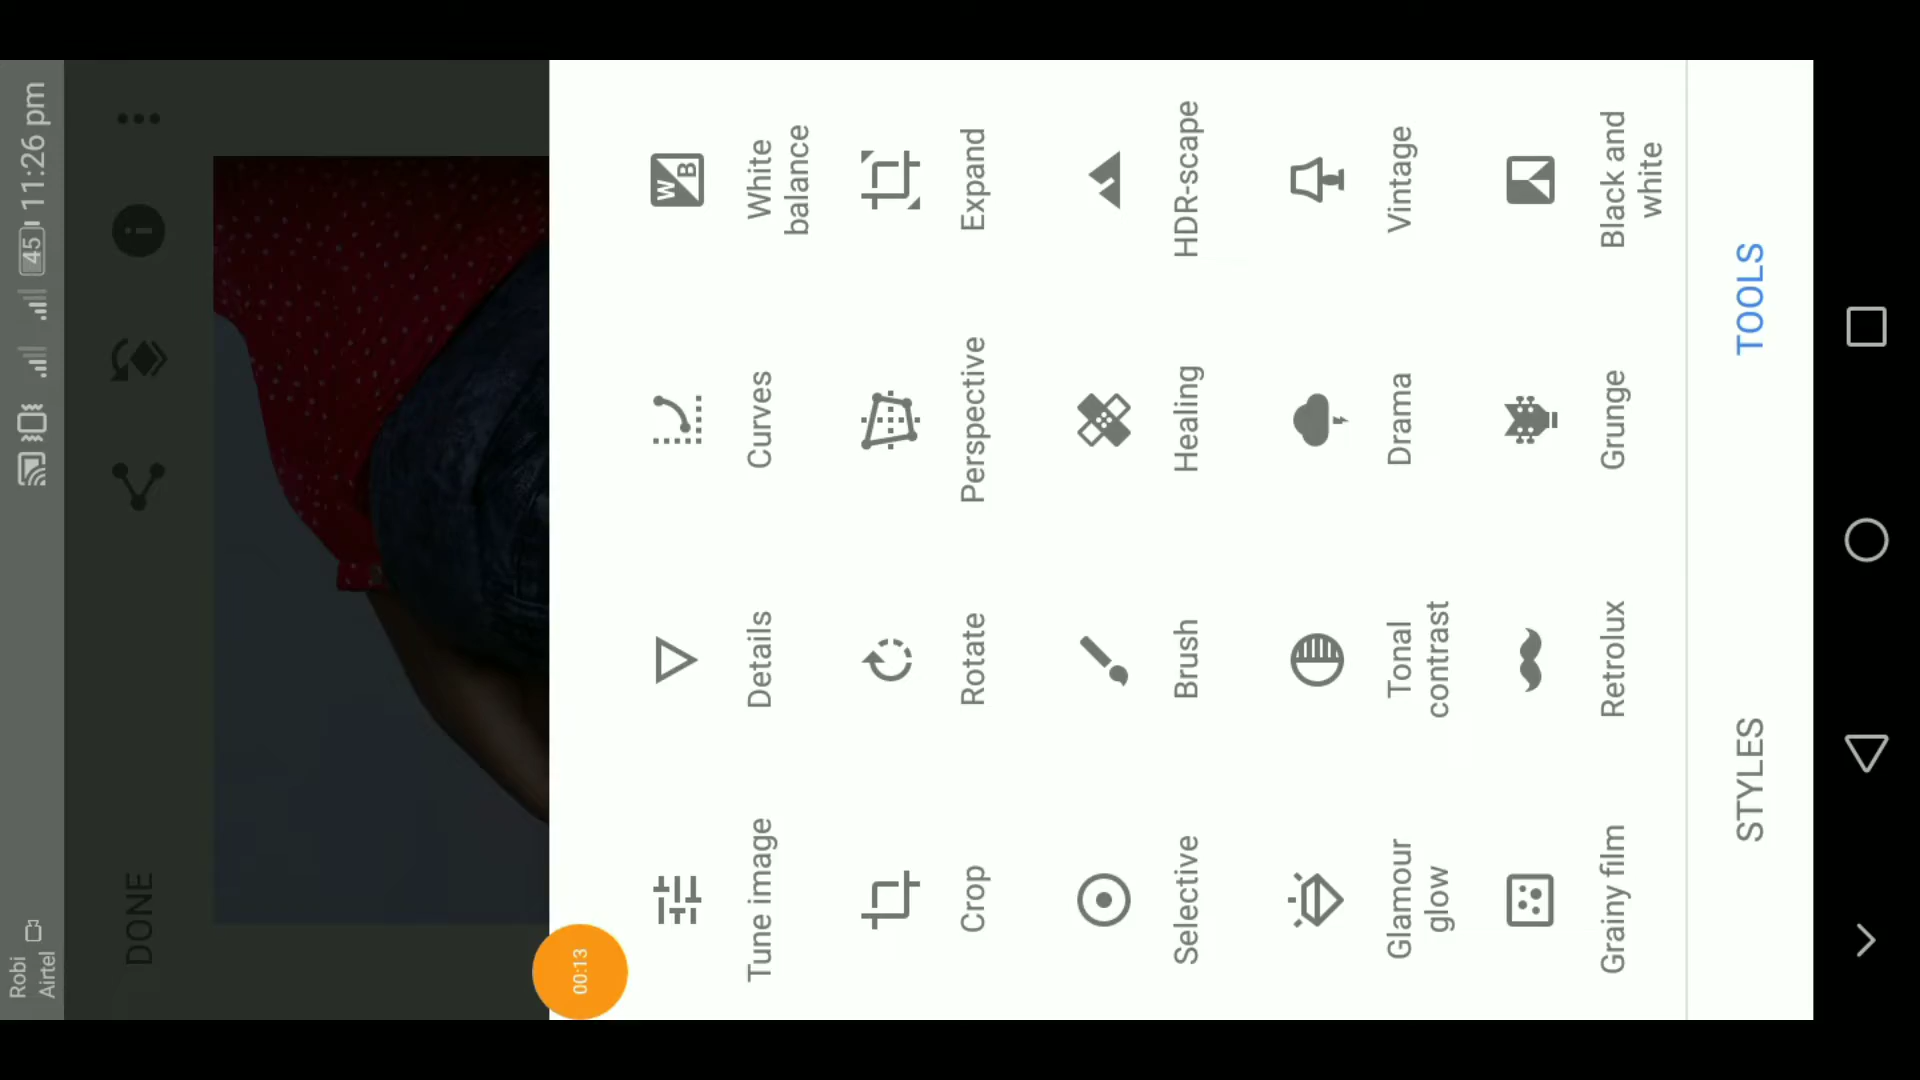 Robi
Airtel
45 11:26 pm
DONE
Tune image
Details
Curves
White
balance
Crop
Rotate
Perspective
Expand
Selective
Brush
Healing
HDR-scape
Glamour
glow
Tonal
contrast
Drama
Vintage
Grainy film
Retrolux
Grunge
Black and
white
STYLES
TOOLS
00:13
W
B